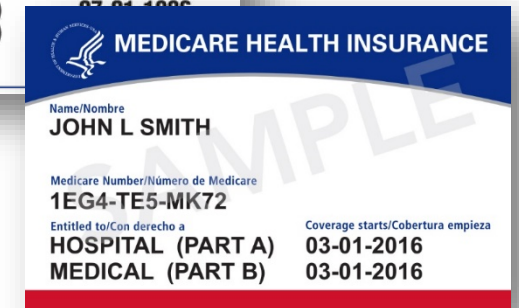 MEDICARE HEALTH INSURANCE
Name/Nombre
JOHN L SMITH
Medicare Number/Número de Medicare
1EG4-TE5-MK72
Entitled to/Con derecho a Coverage starts/Cobertura empieza
HOSPITAL (PART A) 03-01-2016
MEDICAL (PART B) 03-01-2016
SAMPLE